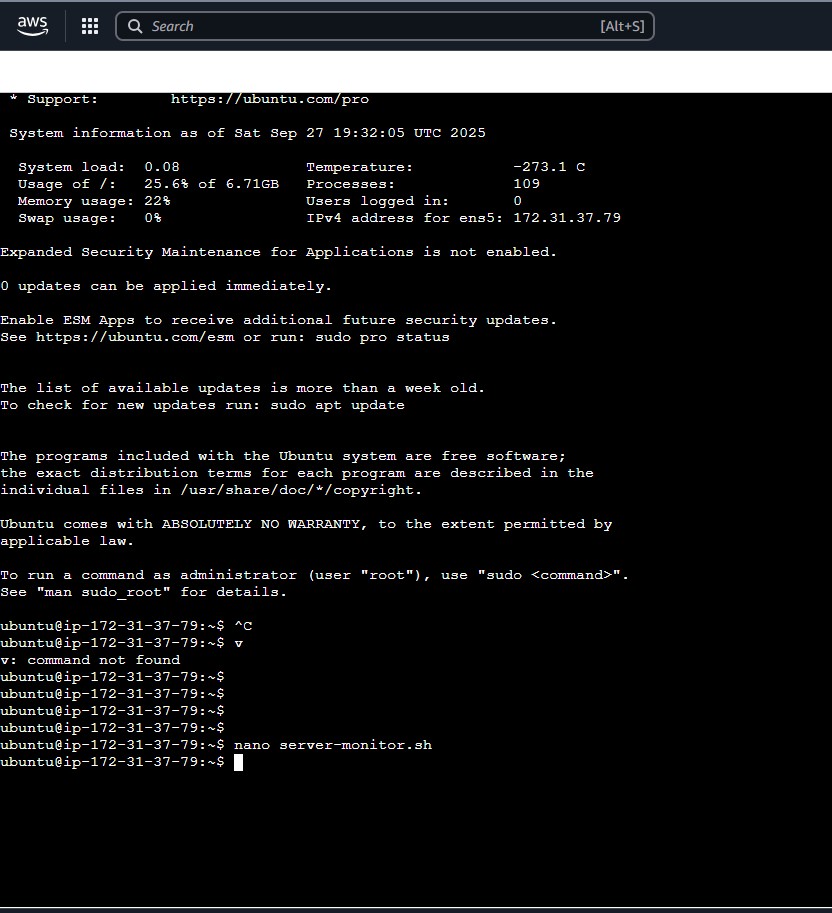 aws
Search [Alt+S]
* Support: https://ubuntu.com/pro
System information as of Sat Sep 27 19:32:05 UTC 2025
System load: 0.08 Temperature: -273.1 C
Usage of /: 25.6% of 6.71GB Processes: 109
Memory usage: 22% Users logged in: 0
Swap usage: 0% IPv4 address for ens5: 172.31.37.79
Expanded Security Maintenance for Applications is not enabled.
0 updates can be applied immediately.
Enable ESM Apps to receive additional future security updates.
See https://ubuntu.com/esm or run: sudo pro status
The list of available updates is more than a week old.
To check for new updates run: sudo apt update
The programs included with the Ubuntu system are free software;
the exact distribution terms for each program are described in the
individual files in /usr/share/doc/*/copyright.
Ubuntu comes with ABSOLUTELY NO WARRANTY, to the extent permitted by
applicable law.
To run a command as administrator (user "root"), use "sudo <command>".
See "man sudo_root" for details.
ubuntu@ip-172-31-37-79:~$ ^C
ubuntu@ip-172-31-37-79:~$ v
v: command not found
ubuntu@ip-172-31-37-79:~$
ubuntu@ip-172-31-37-79:~$
ubuntu@ip-172-31-37-79:~$
ubuntu@ip-172-31-37-79:~$
ubuntu@ip-172-31-37-79:~$ nano server-monitor.sh
ubuntu@ip-172-31-37-79:~$